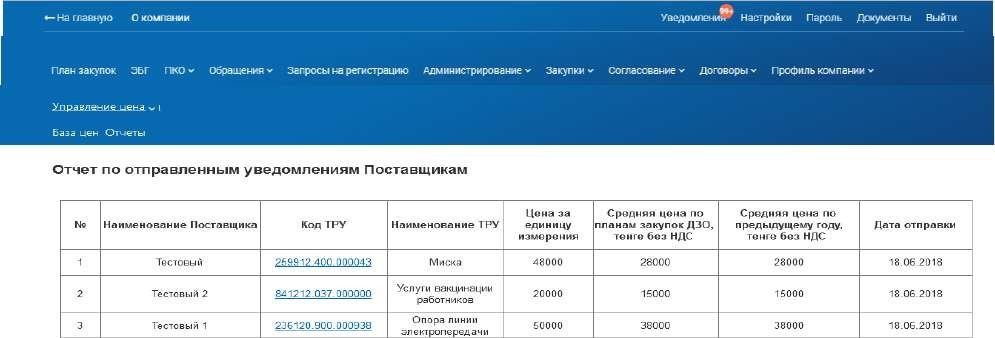 На главную О компании Уведомления 99+ Настройки Пароль Документы Выйти
План закупок ЭБГ ПКО Обращения Запросы на регистрацию Администрирование Закупки Согласование Договоры Профиль компании
Управление цена
База цен Отчеты
Отчет по отправленным уведомлениям Поставщикам
№ Наименование Поставщика Код ТРУ Наименование ТРУ Цена за единицу измерения Средняя цена по планам закупок ДЗО, тенге без НДС Средняя цена по предыдущему году, тенге без НДС Дата отправки
1 Тестовый 259912.400.000043 Миска 48000 28000 28000 18.06.2018
2 Тестовый 2 841212.037.000000 Услуги вакцинации работников 20000 15000 15000 18.06.2018
3 Тестовый 1 236120.900.000938 Опора линии электропередачи 50000 38000 38000 18.06.2018